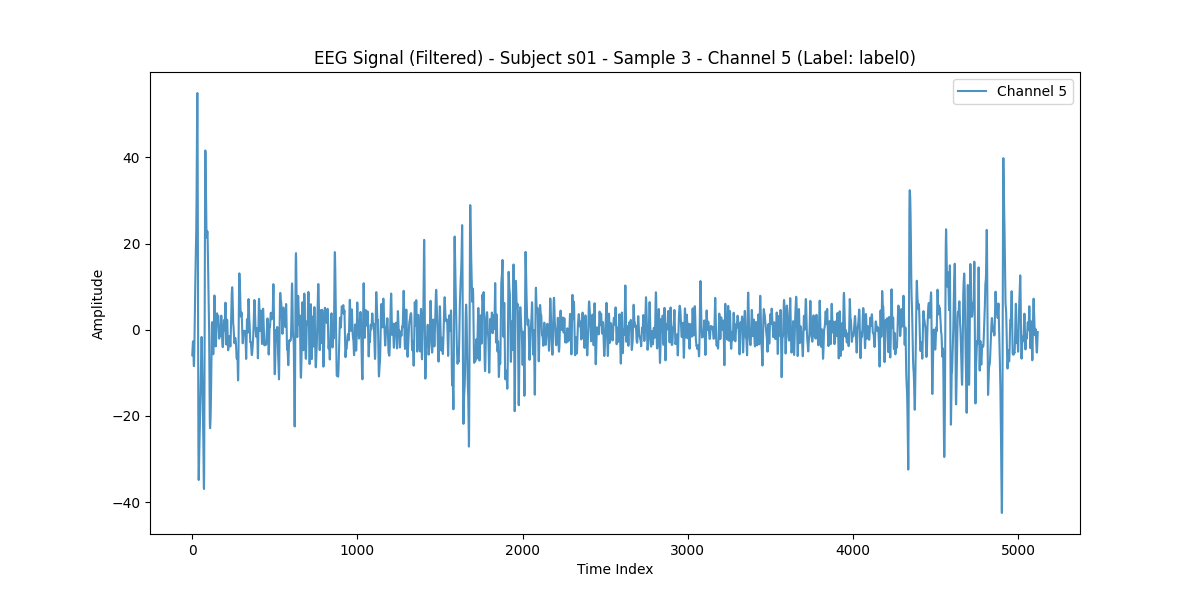 EEG Signal (Filtered) - Subject s01 - Sample 3 - Channel 5 (Label: label0)
Channel 5
Amplitude
40
20
0
−20
−40
0 1000 2000 3000 4000 5000
Time Index